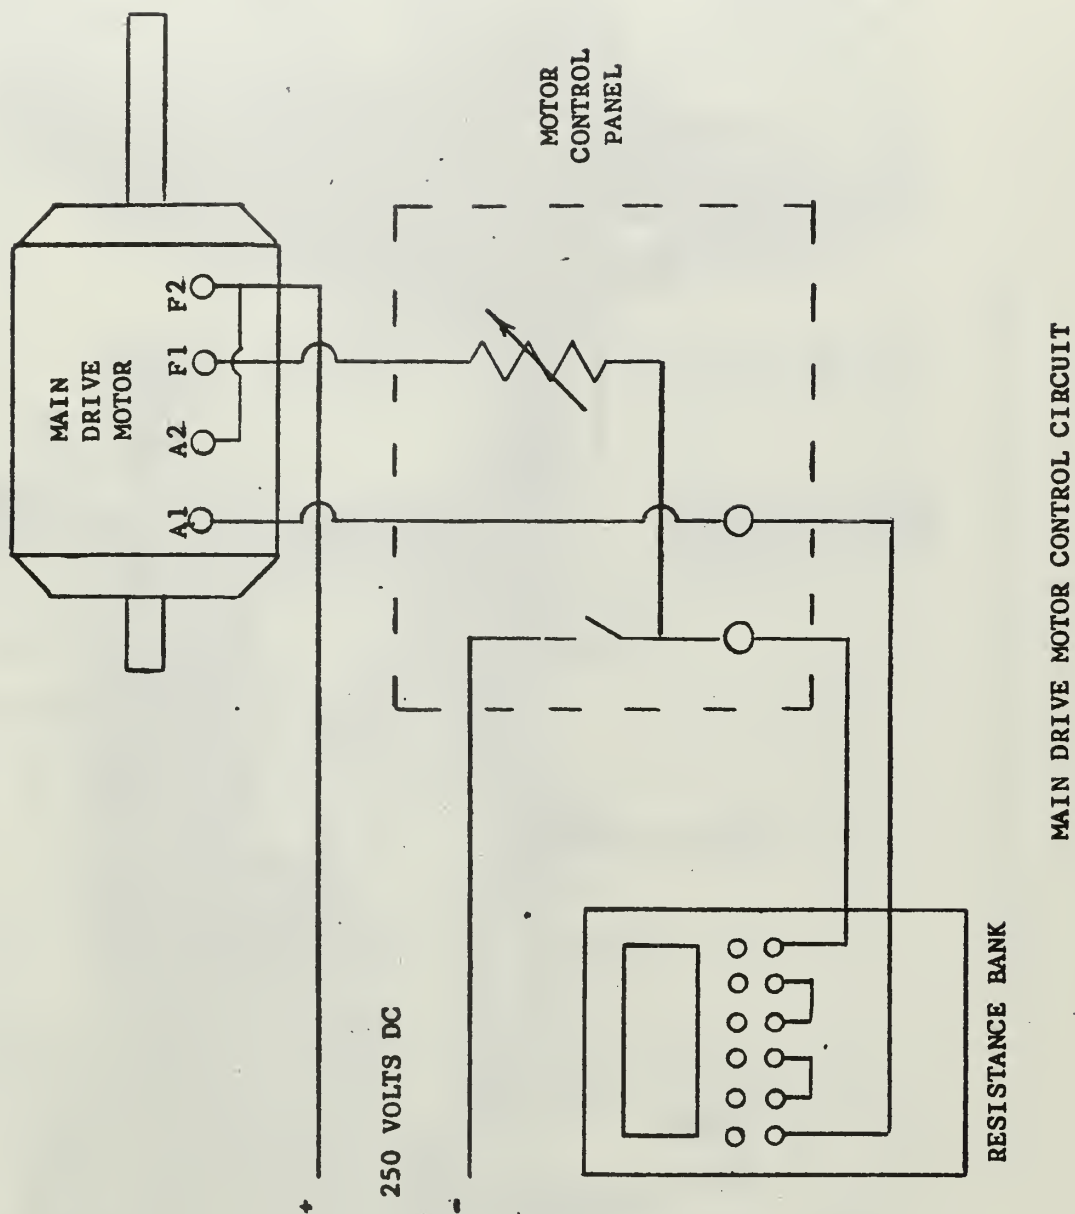 MAIN
DRIVE
MOTOR
A1
A2
F1
F2
MOTOR
CONTROL
PANEL
+
250 VOLTS DC
-
RESISTANCE BANK
MAIN DRIVE MOTOR CONTROL CIRCUIT